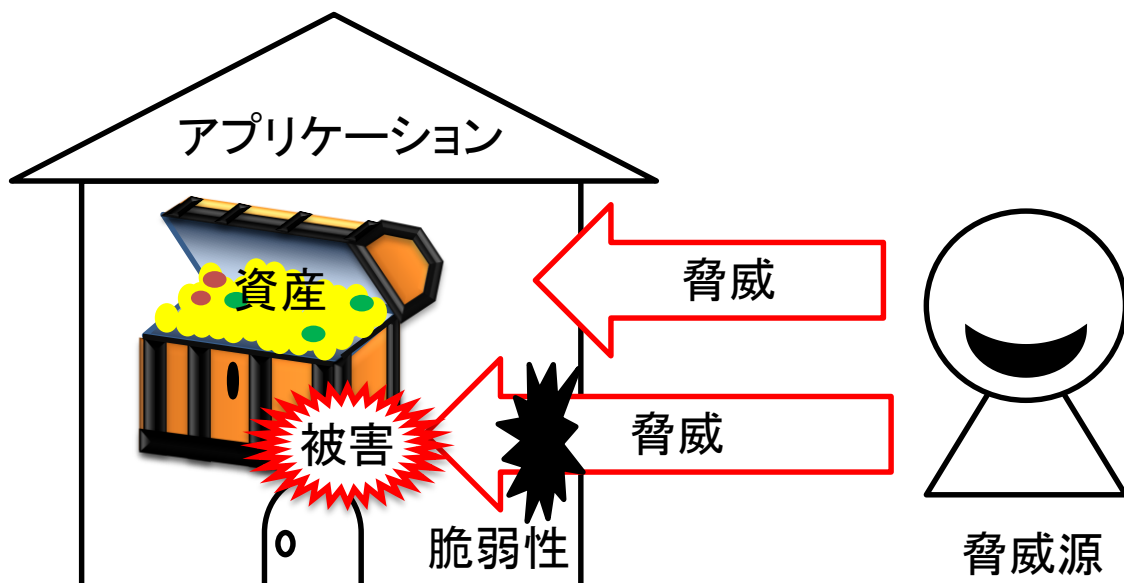 アプリケーション
資産
脅威
脅威
被害
脆弱性
脅威源